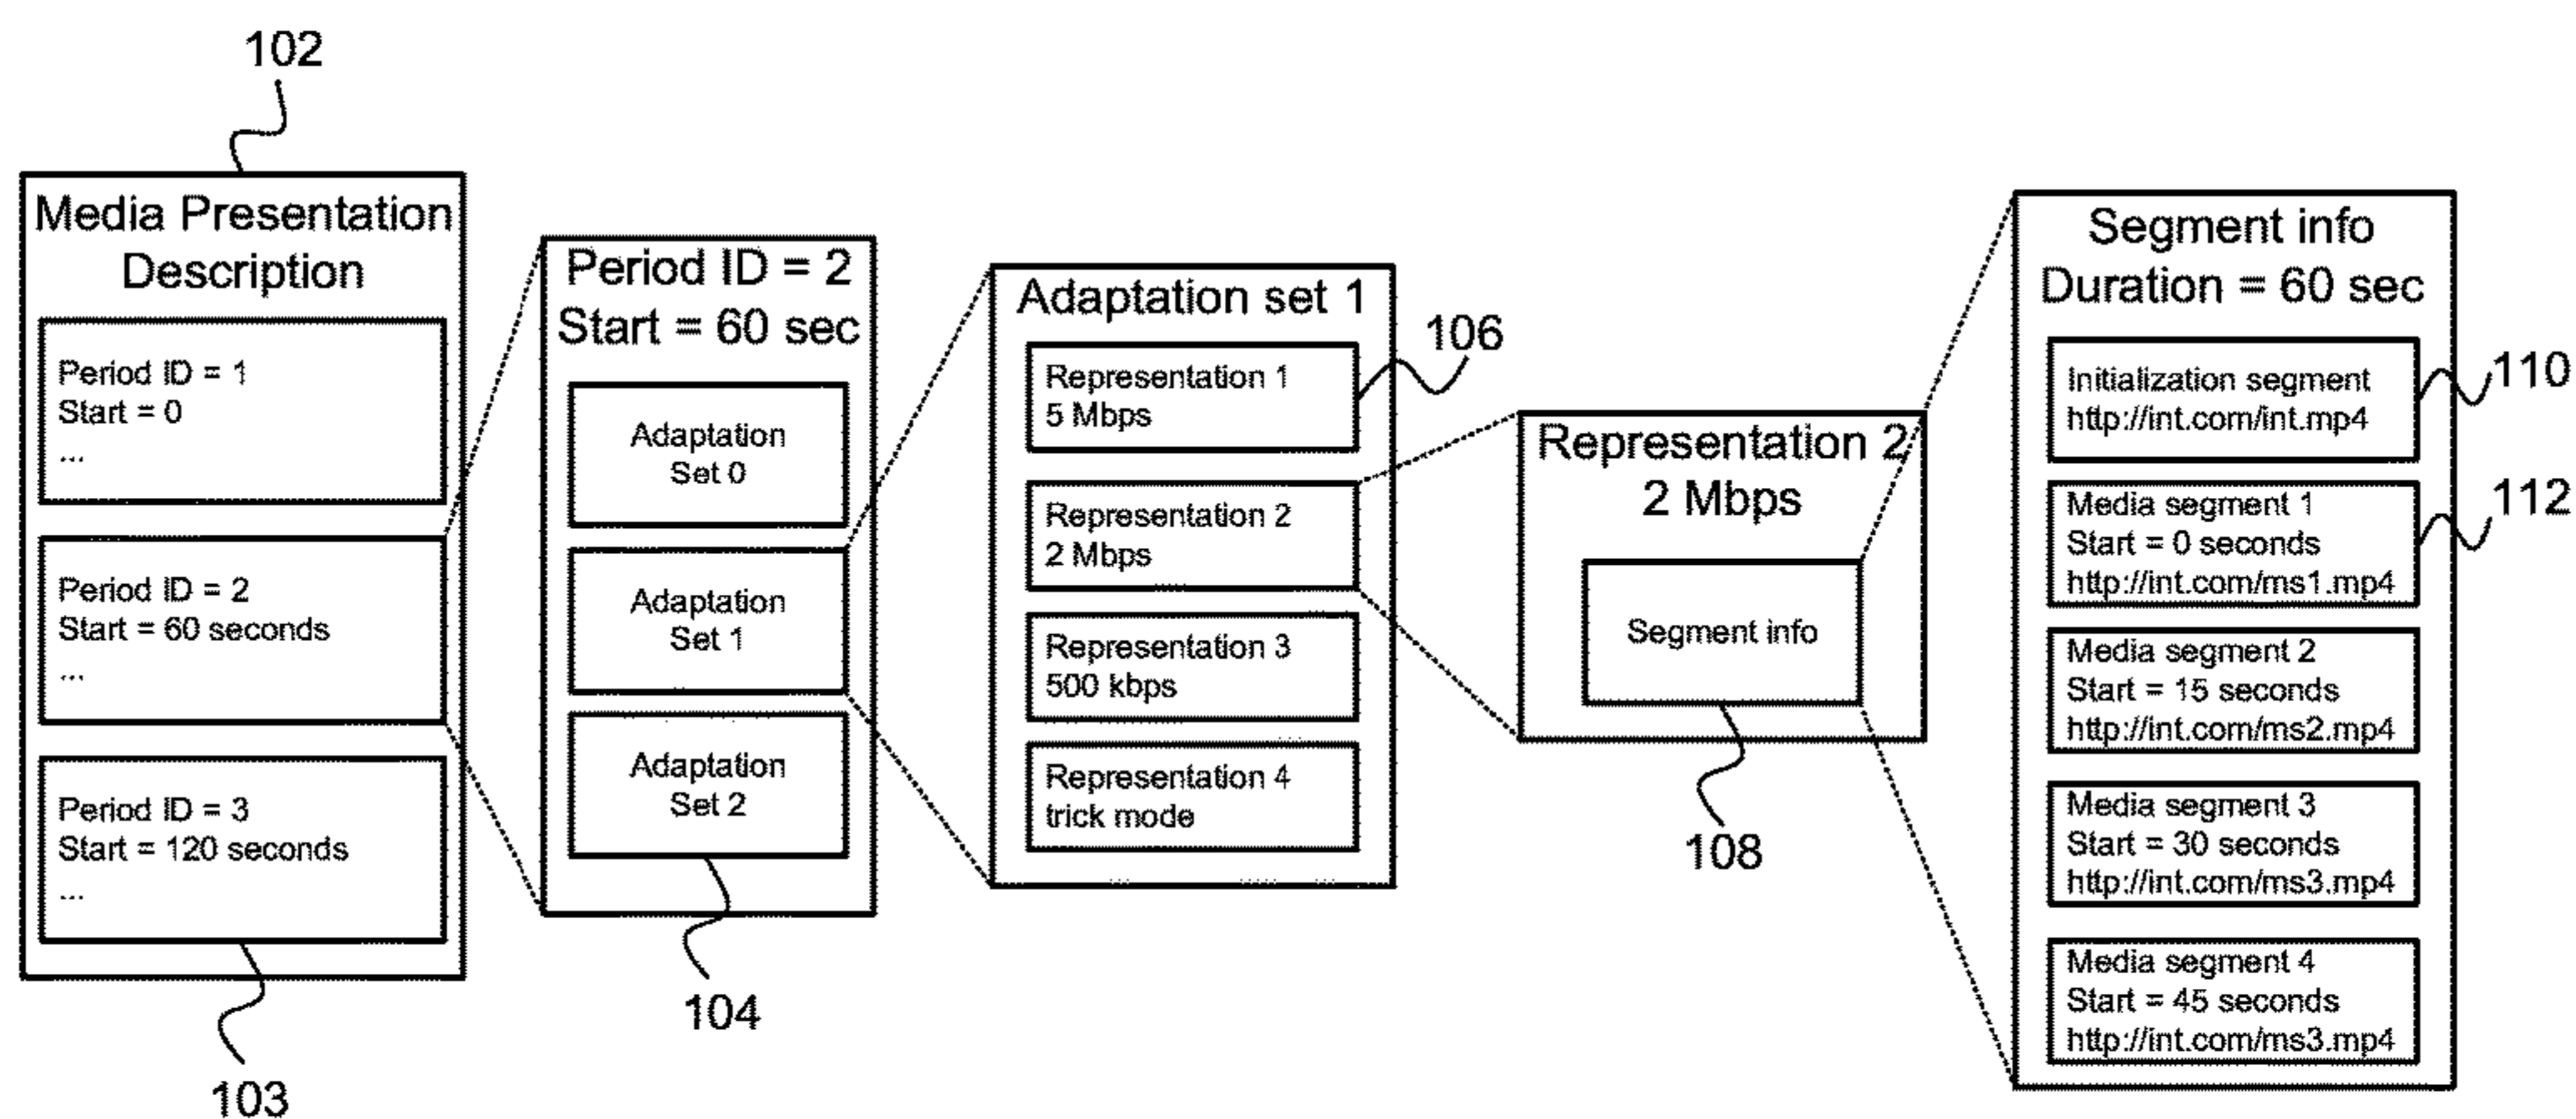 102
Media Presentation
Description
Period ID = 1
Start = 0
...
Period ID = 2
Start = 60 seconds
...
Period ID = 3
Start = 120 seconds
...
103
Period ID = 2
Start = 60 sec
Adaptation
Set 0
Adaptation
Set 1
Adaptation
Set 2
104
Adaptation set 1
Representation 1
5 Mbps
106
Representation 2
2 Mbps
Representation 3
500 kbps
Representation 4
trick mode
Representation 2
2 Mbps
Segment info
108
Segment info
Duration = 60 sec
Initialization segment
http://int.com/int.mp4
110
Media segment 1
Start = 0 seconds
http://int.com/ms1.mp4
112
Media segment 2
Start = 15 seconds
http://int.com/ms2.mp4
Media segment 3
Start = 30 seconds
http://int.com/ms3.mp4
Media segment 4
Start = 45 seconds
http://int.com/ms3.mp4